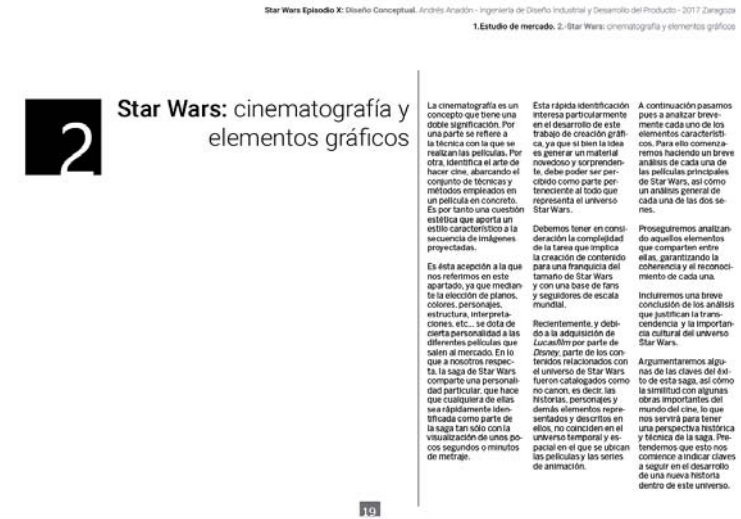 Star Wars Episodio X: Diseño Conceptual. Andrés Anadón - Ingeniería de Diseño Industrial y Desarrollo del Producto - 2017 Zaragoza
1.Estudio de mercado. 2.-Star Wars: cinematografía y elementos gráficos
2
Star Wars: cinematografía y
elementos gráficos
La cinematografía es un
concepto que tiene una
doble significación. Por
una parte se refiere a
la técnica con la que se
realizan las películas. Por
otra, identifica el arte de
hacer cine, abarcando el
conjunto de técnicas y
métodos empleados en
un película en concreto.
Es por tanto una cuestión
estética que aporta un
estilo característico a la
secuencia de imágenes
proyectadas.
Es ésta acepción a la que
nos referimos en este
apartado, ya que median-
te la elección de planos,
colores, personajes,
estructura, interpreta-
ciones, etc... se dota de
cierta personalidad a las
diferentes películas que
salen al mercado. En lo
que a nosotros respec-
ta, la saga de Star Wars
comparte una personali-
dad particular, que hace
que cualquiera de ellas
sea rápidamente iden-
tificada como parte de
la saga tan sólo con la
visualización de unos po-
cos segundos o minutos
de metraje.
Esta rápida identificación
interesa particularmente
en el desarrollo de este
trabajo de creación gráfi-
ca, ya que si bien la idea
es generar un material
novedoso y sorprenden-
te, debe poder ser per-
cibido como parte per-
teneciente al todo que
representa el universo
Star Wars.
Debemos tener en consi-
deración la complejidad
de la tarea que implica
la creación de contenido
para una franquicia del
tamaño de Star Wars
y con una base de fans
y seguidores de escala
mundial.
Recientemente, y debi-
do a la adquisición de
Lucasfilm por parte de
Disney, parte de los con-
tenidos relacionados con
el universo de Star Wars
fueron catalogados como
no canon, es decir, las
historias, personajes y
demás elementos repre-
sentados y descritos en
ellos, no coinciden en el
universo temporal y es-
pacial en el que se ubican
las películas y las series
de animación.
A continuación pasamos
pues a analizar breve-
mente cada uno de los
elementos característi-
cos. Para ello comenza-
remos haciendo un breve
análisis de cada una de
las películas principales
de Star Wars, así cómo
un análisis general de
cada una de las dos se-
ries.
Proseguiremos analizan-
do aquellos elementos
que comparten entre
ellas, garantizando la
coherencia y el reconoci-
miento de cada una.
Incluiremos una breve
conclusión de los análisis
que justifican la trans-
cendencia y la importan-
cia cultural del universo
Star Wars.
Argumentaremos algu-
nas de las claves del éxi-
to de esta saga, así cómo
la similitud con algunas
obras importantes del
mundo del cine, lo que
nos servirá para tener
una perspectiva histórica
y técnica de la saga. Pre-
tendemos que esto nos
comience a indicar claves
a seguir en el desarrollo
de una nueva historia
dentro de este universo.
19